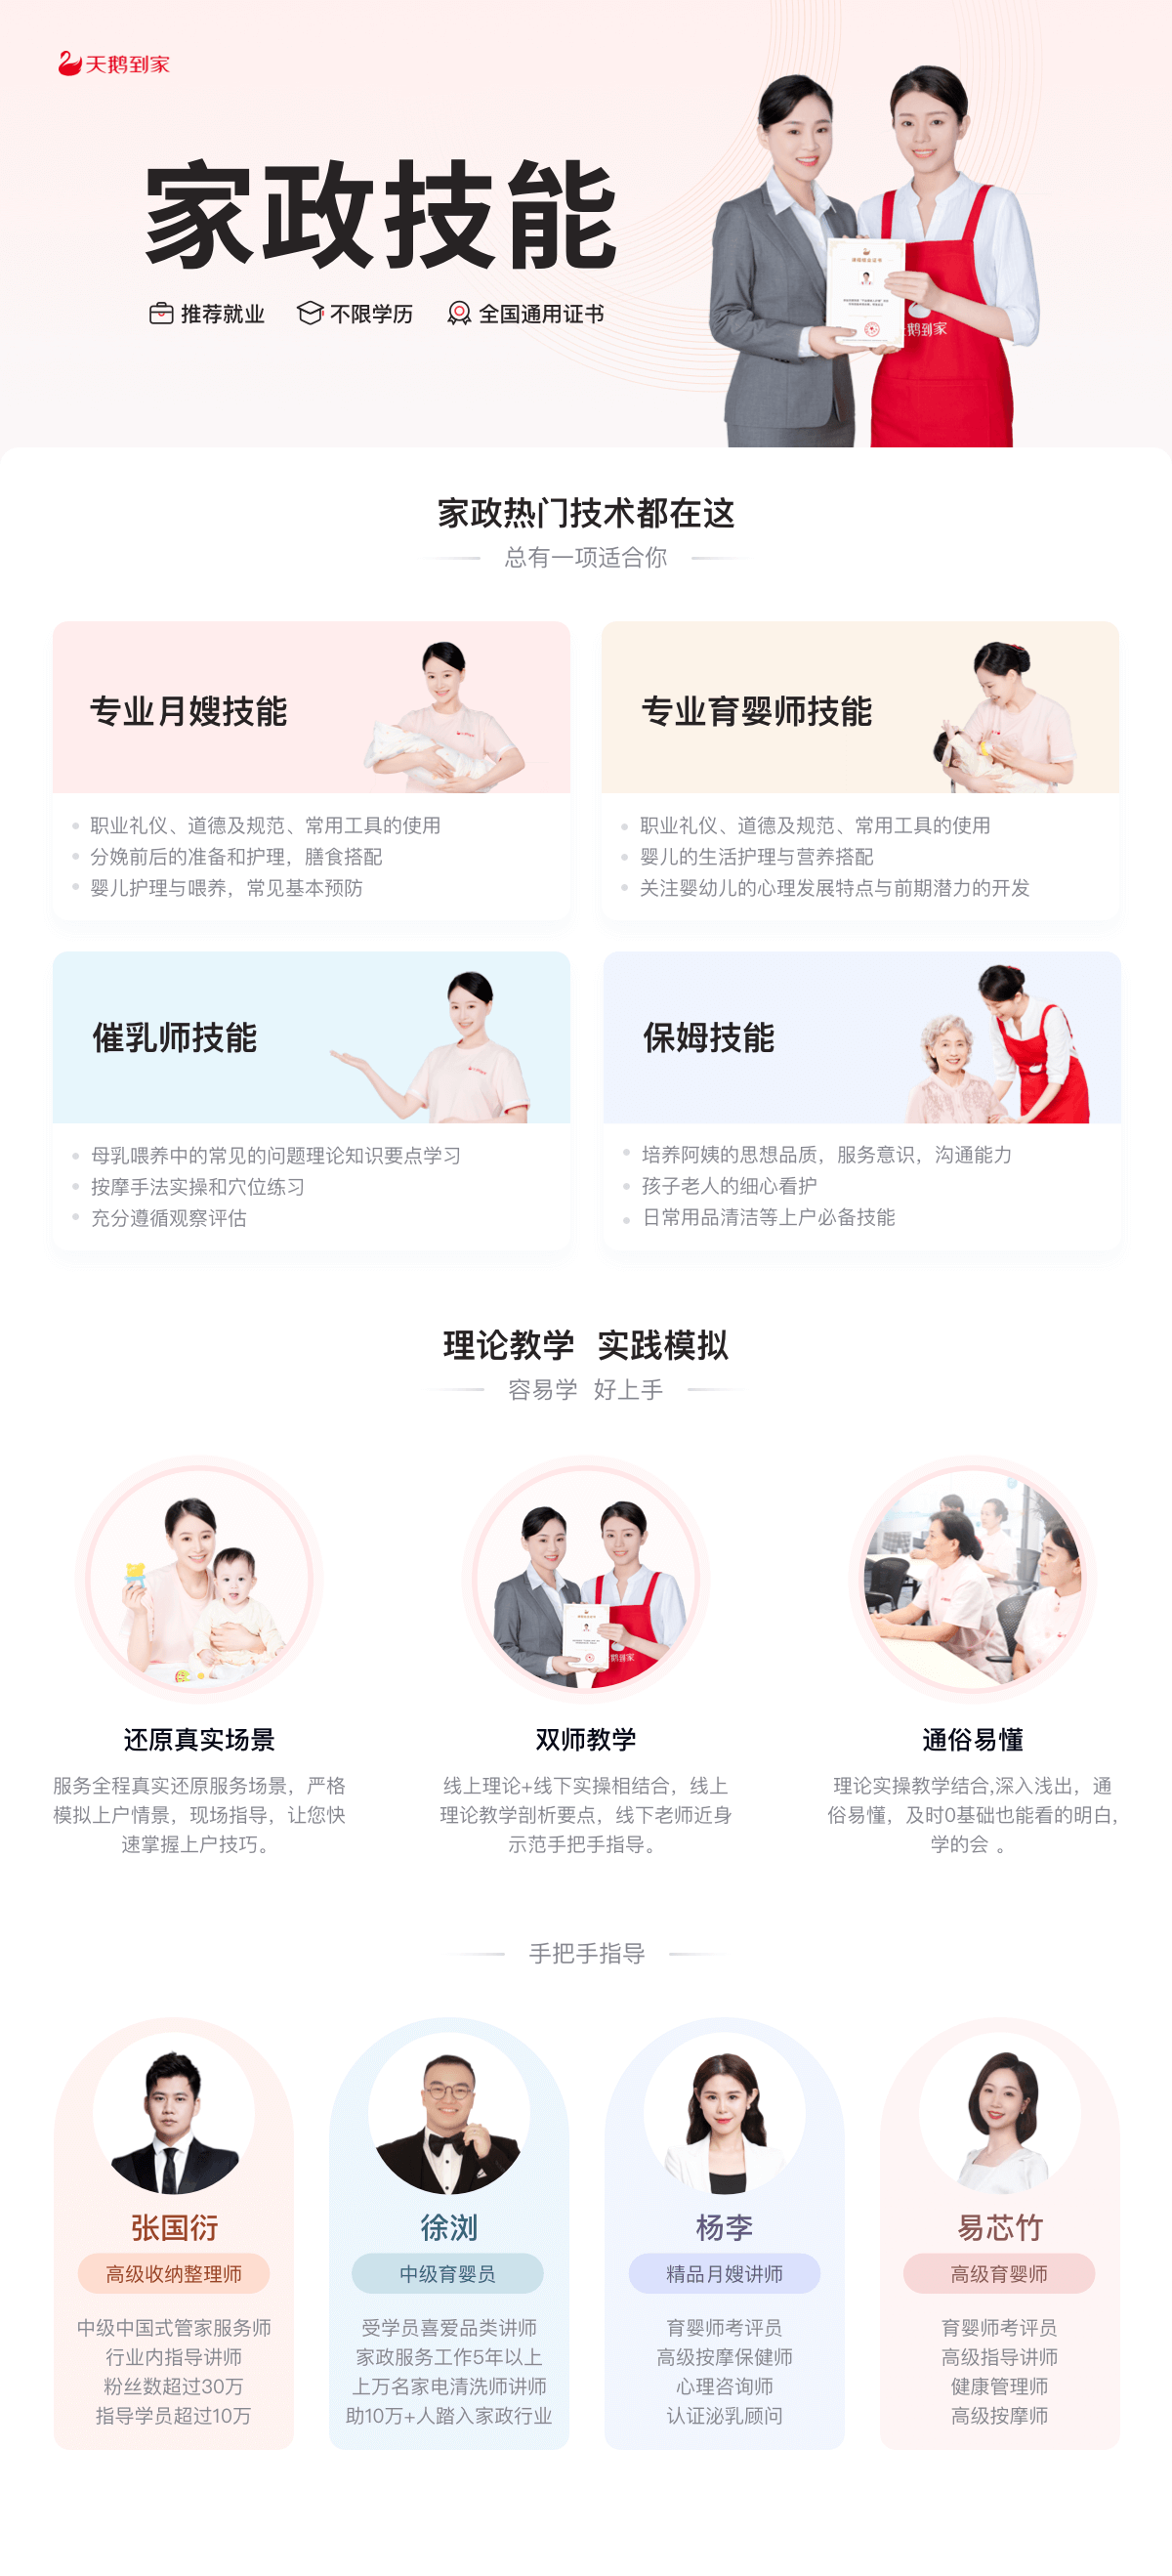 天鹅到家
家政技能
推荐就业 不限学历 全国通用证书
天鹅到家
家政热门技术都在这
总有一项适合你
专业月嫂技能
职业礼仪、道德及规范、常用工具的使用
分娩前后的准备和护理，膳食搭配
婴儿护理与喂养，常见基本预防
专业育婴师技能
职业礼仪、道德及规范、常用工具的使用
婴儿的生活护理与营养搭配
关注婴幼儿的心理发展特点与前期潜力的开发
催乳师技能
母乳喂养中的常见的问题理论知识要点学习
按摩手法实操和穴位练习
充分遵循观察评估
保姆技能
培养阿姨的思想品质，服务意识，沟通能力
孩子老人的细心看护
日常用品清洁等上户必备技能
理论教学 实践模拟
容易学 好上手
还原真实场景
服务全程真实还原服务场景，严格
模拟上户情景，现场指导，让您快
速掌握上户技巧。
双师教学
线上理论+线下实操相结合，线上
理论教学剖析要点，线下老师近身
示范手把手指导。
通俗易懂
理论实操教学结合,深入浅出，通
俗易懂，及时0基础也能看的明白,
学的会 。
手把手指导
张国衍
高级收纳整理师
中级中国式管家服务师
行业内指导讲师
粉丝数超过30万
指导学员超过10万
徐浏
中级育婴员
受学员喜爱品类讲师
家政服务工作5年以上
上万名家电清洗师讲师
助10万+人踏入家政行业
杨李
精品月嫂讲师
育婴师考评员
高级按摩保健师
心理咨询师
认证泌乳顾问
易芯竹
高级育婴师
育婴师考评员
高级指导讲师
健康管理师
高级按摩师